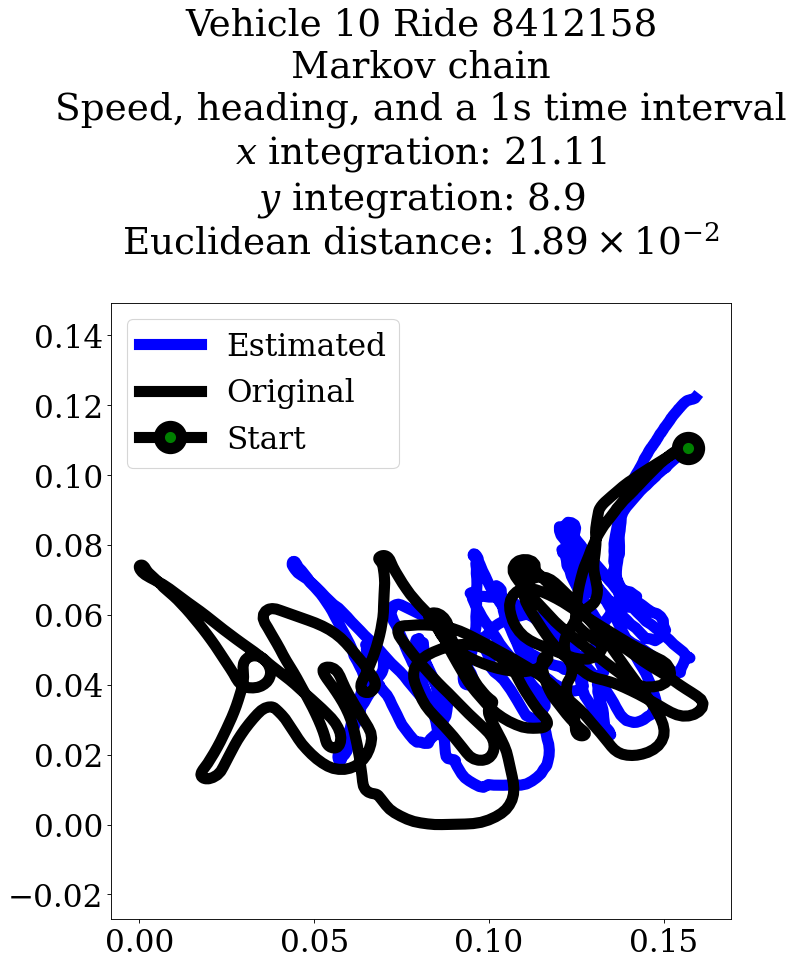 Vehicle 10 Ride 8412158
Markov chain
Speed, heading, and a 1s time interval
x integration: 21.11
y integration: 8.9
Euclidean distance: 1.89 × 10⁻²
0.14
Estimated
0.12
Original
Start
0.10
0.08
0.06
0.04
0.02
0.00
−0.02
0.00 0.05 0.10 0.15